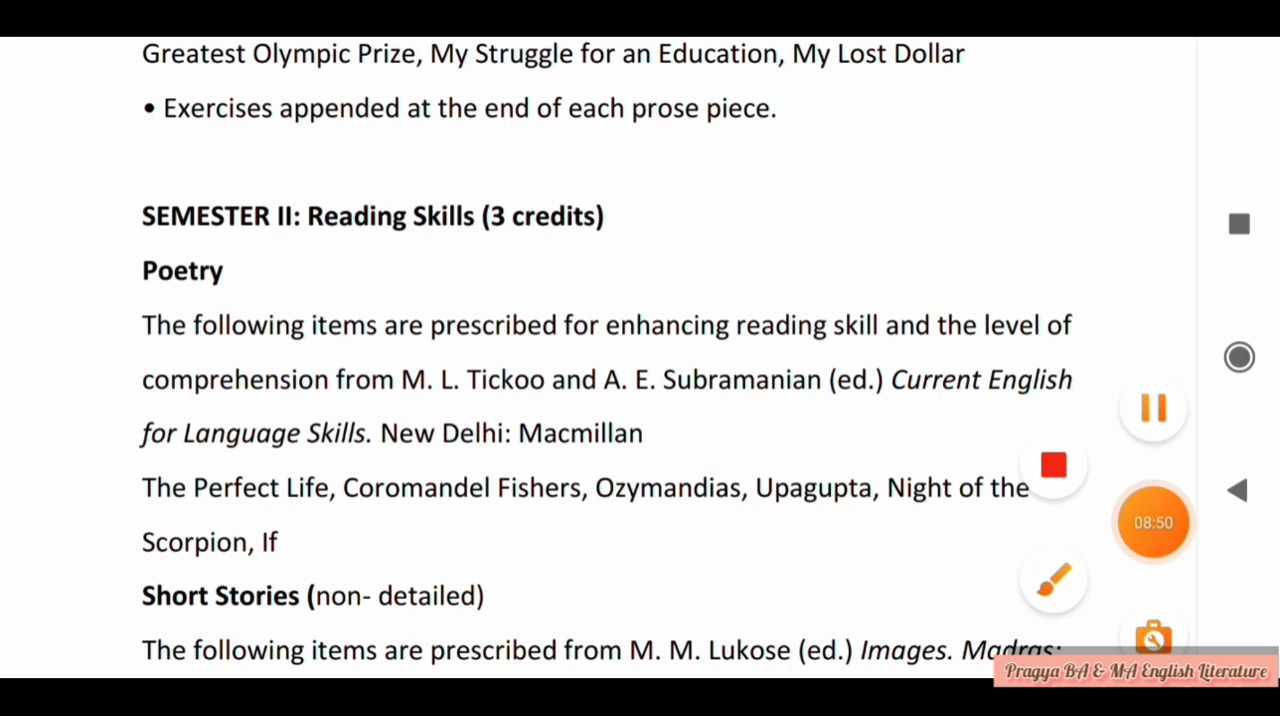 Greatest Olympic Prize, My Struggle for an Education, My Lost Dollar
• Exercises appended at the end of each prose piece.
SEMESTER II: Reading Skills (3 credits)
Poetry
The following items are prescribed for enhancing reading skill and the level of
comprehension from M. L. Tickoo and A. E. Subramanian (ed.) Current English
for Language Skills. New Delhi: Macmillan
The Perfect Life, Coromandel Fishers, Ozymandias, Upagupta, Night of the
Scorpion, If
08:50
Short Stories (non- detailed)
The following items are prescribed from M. M. Lukose (ed.) Images. Madras:
Pragya BA & MA English Literature